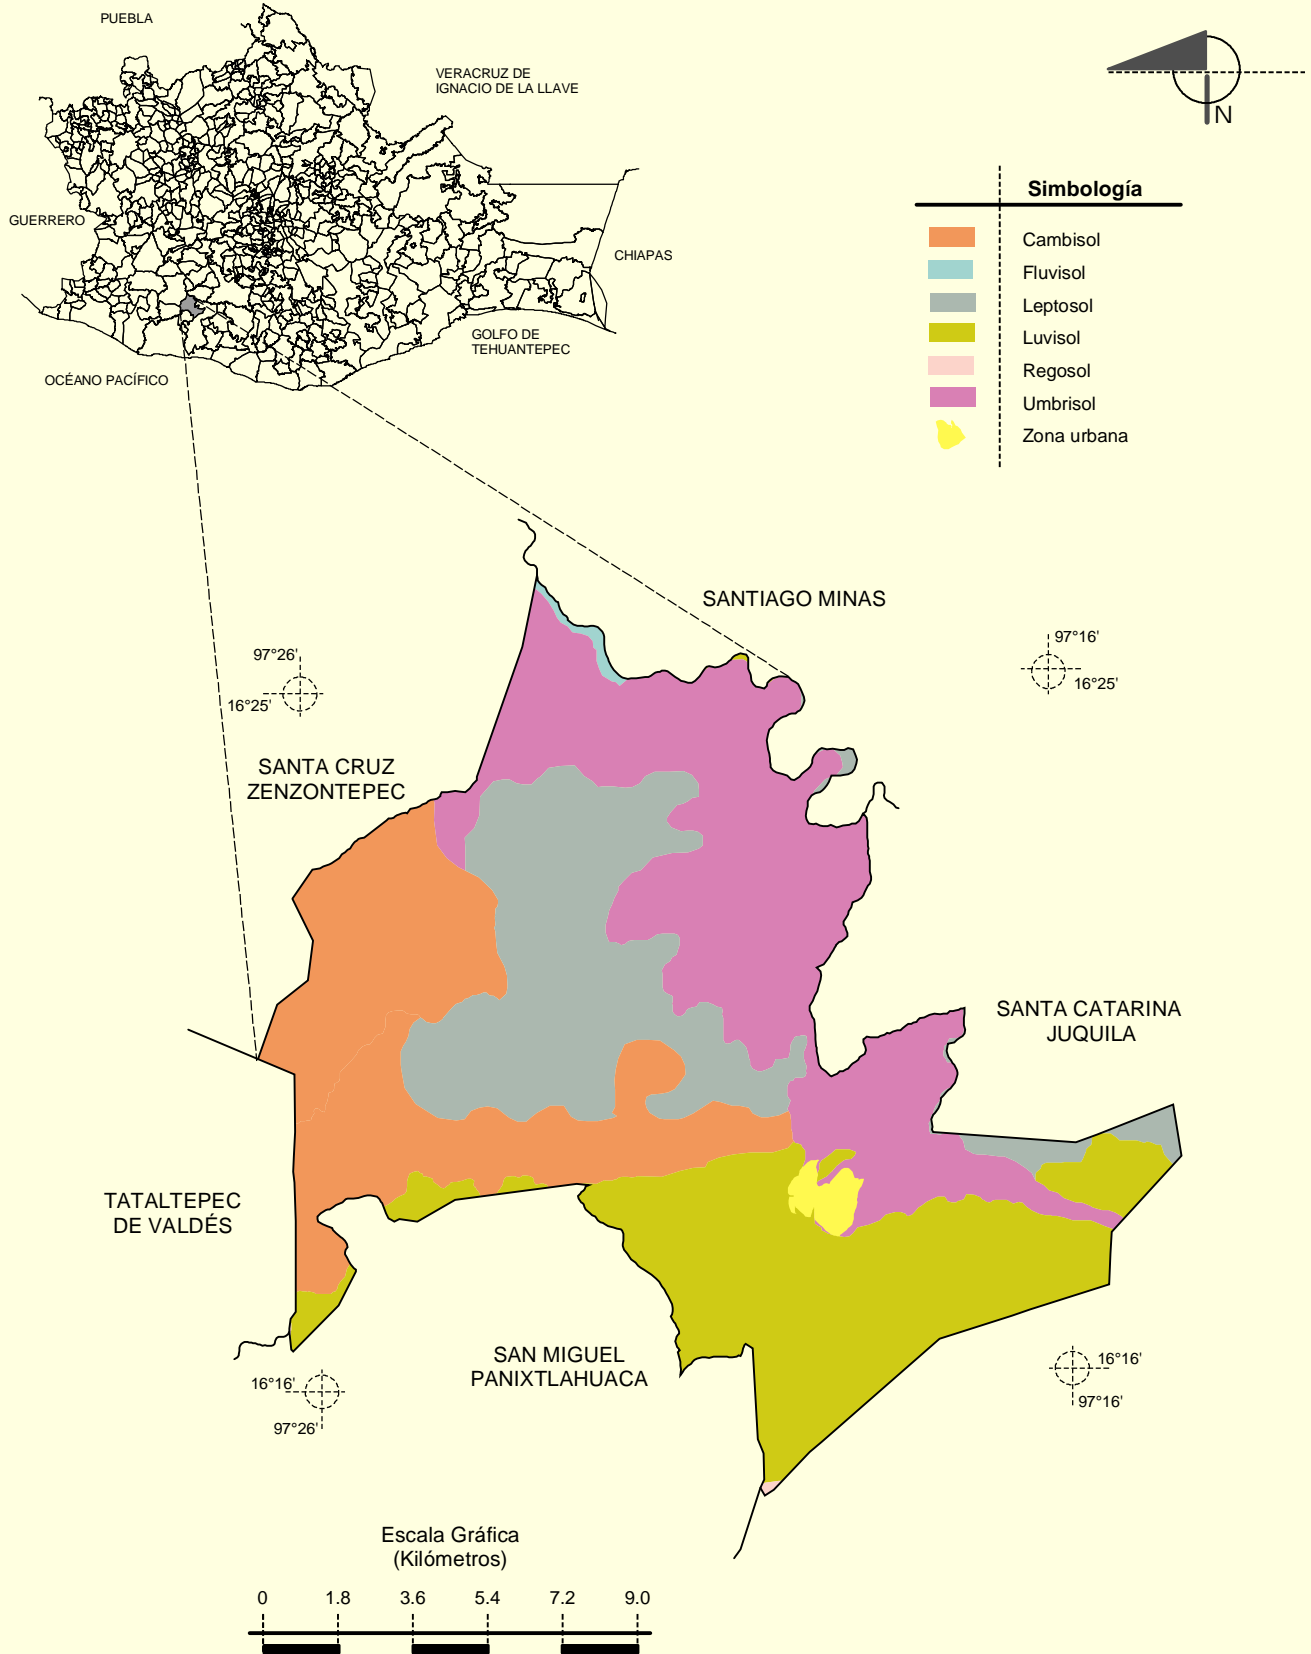 PUEBLA
VERACRUZ DE
IGNACIO DE LA LLAVE
GUERRERO
CHIAPAS
GOLFO DE
TEHUANTEPEC
OCÉANO PACÍFICO
N
Simbología
Cambisol
Fluvisol
Leptosol
Luvisol
Regosol
Umbrisol
Zona urbana
SANTIAGO MINAS
97°26'
16°25'
97°16'
16°25'
SANTA CRUZ
ZENZONTEPEC
SANTA CATARINA
JUQUILA
TATALTEPEC
DE VALDÉS
SAN MIGUEL
PANIXTLAHUACA
16°16'
97°26'
16°16'
97°16'
Escala Gráfica
(Kilómetros)
0 1.8 3.6 5.4 7.2 9.0